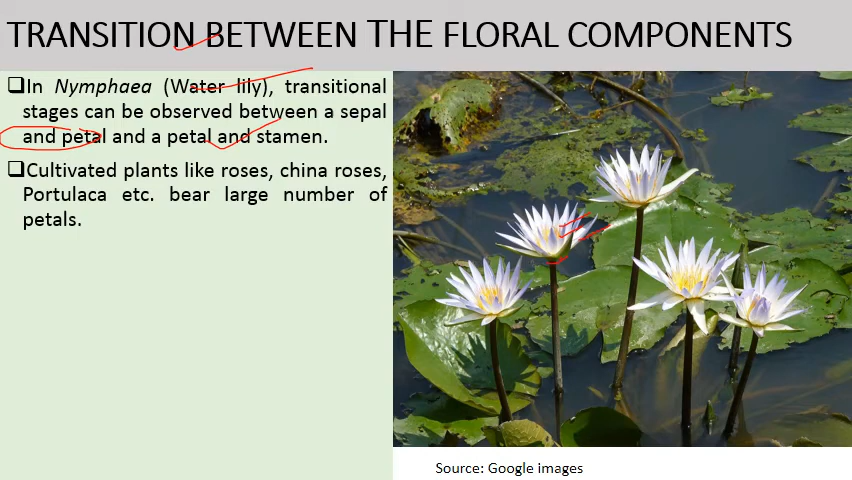 TRANSITION BETWEEN THE FLORAL COMPONENTS
❑In Nymphaea (Water lily), transitional
stages can be observed between a sepal
and petal and a petal and stamen.
❑Cultivated plants like roses, china roses,
Portulaca etc. bear large number of
petals.
Source: Google images